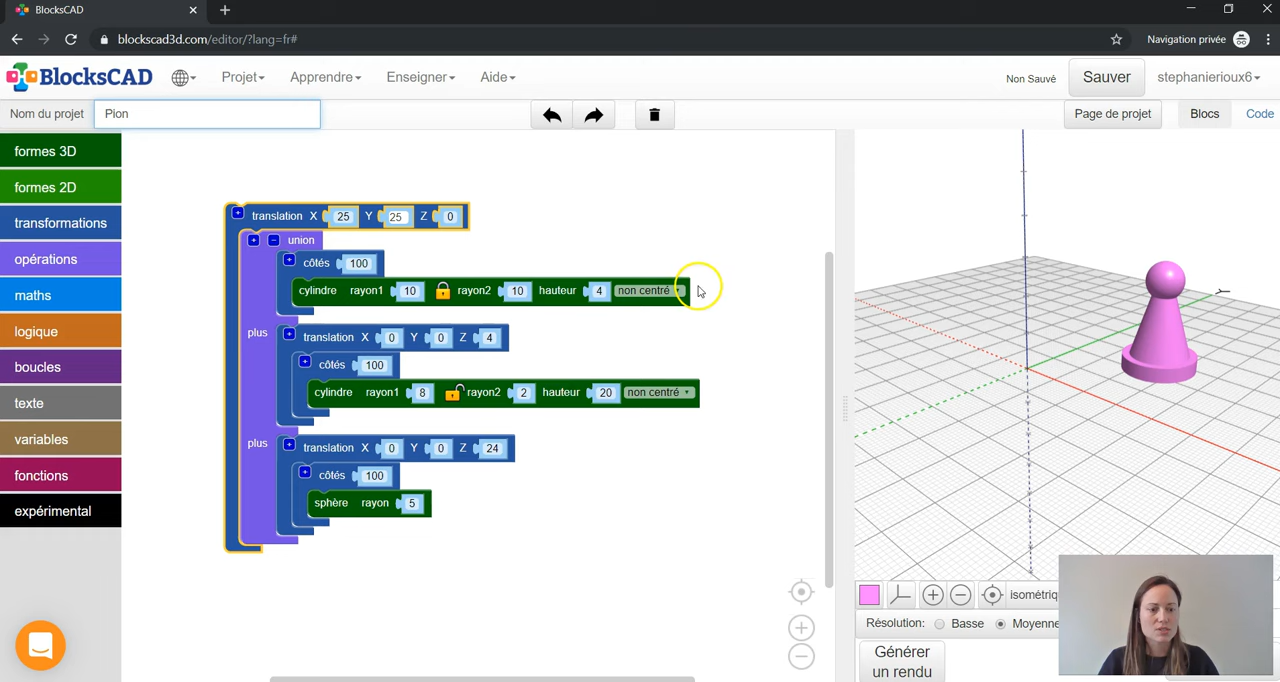 BlocksCAD
blockscad3d.com/editor/?lang=fr#
Navigation privée
BlocksCAD
Projet
Apprendre
Enseigner
Aide
Non Sauvé
Sauver
stephanierioux6
Nom du projet
Pion
Page de projet
Blocs
Code
formes 3D
formes 2D
transformations
opérations
maths
logique
boucles
texte
variables
fonctions
expérimental
translation X 25 Y 25 Z 0
union
côtés 100
cylindre rayon1 10 rayon2 10 hauteur 4 non centré
plus translation X 0 Y 0 Z 4
côtés 100
cylindre rayon1 8 rayon2 2 hauteur 20 non centré
plus translation X 0 Y 0 Z 24
côtés 100
sphère rayon 5
Y
isométriq
Résolution: Basse Moyenne
Générer
un rendu